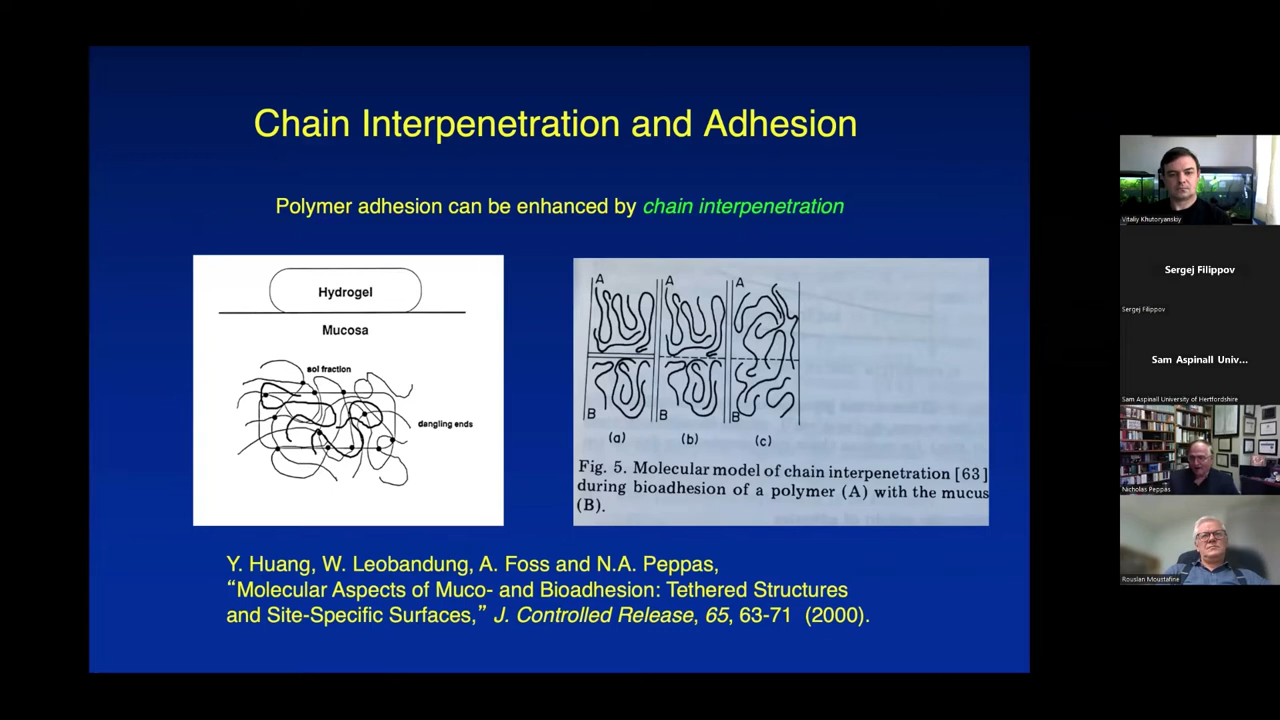 Chain Interpenetration and Adhesion
Polymer adhesion can be enhanced by chain interpenetration
Hydrogel
Mucosa
sol fraction
dangling ends
A
A
A
B
B
B
(a)
(b)
(c)
Fig. 5. Molecular model of chain interpenetration [63]
during bioadhesion of a polymer (A) with the mucus
(B).
Y. Huang, W. Leobandung, A. Foss and N.A. Peppas,
“Molecular Aspects of Muco- and Bioadhesion: Tethered Structures
and Site-Specific Surfaces,” J. Controlled Release, 65, 63-71 (2000).
Vitaliy Khutoryanskiy
Sergej Filippov
Sergej Filippov
Sam Aspinall Univ...
Sam Aspinall University of Hertfordshire
Nicholas Peppas
Rouslan Moustafine